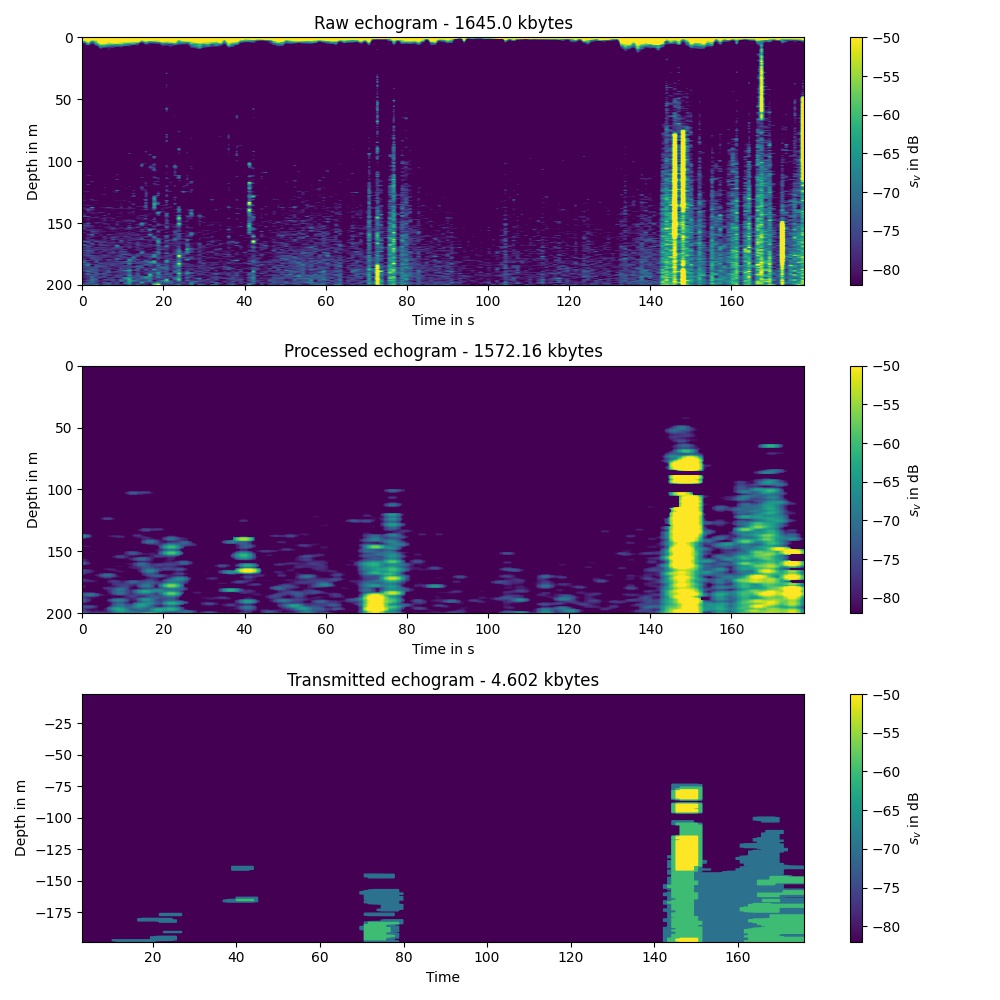 Raw echogram - 1645.0 kbytes
0
50
100
150
200
Depth in m
0 20 40 60 80 100 120 140 160
Time in s
−50
−55
−60
−65
−70
−75
−80
s_v in dB
Processed echogram - 1572.16 kbytes
0
50
100
150
200
Depth in m
0 20 40 60 80 100 120 140 160
Time in s
−50
−55
−60
−65
−70
−75
−80
s_v in dB
Transmitted echogram - 4.602 kbytes
−25
−50
−75
−100
−125
−150
−175
Depth in m
20 40 60 80 100 120 140 160
Time
−50
−55
−60
−65
−70
−75
−80
s_v in dB